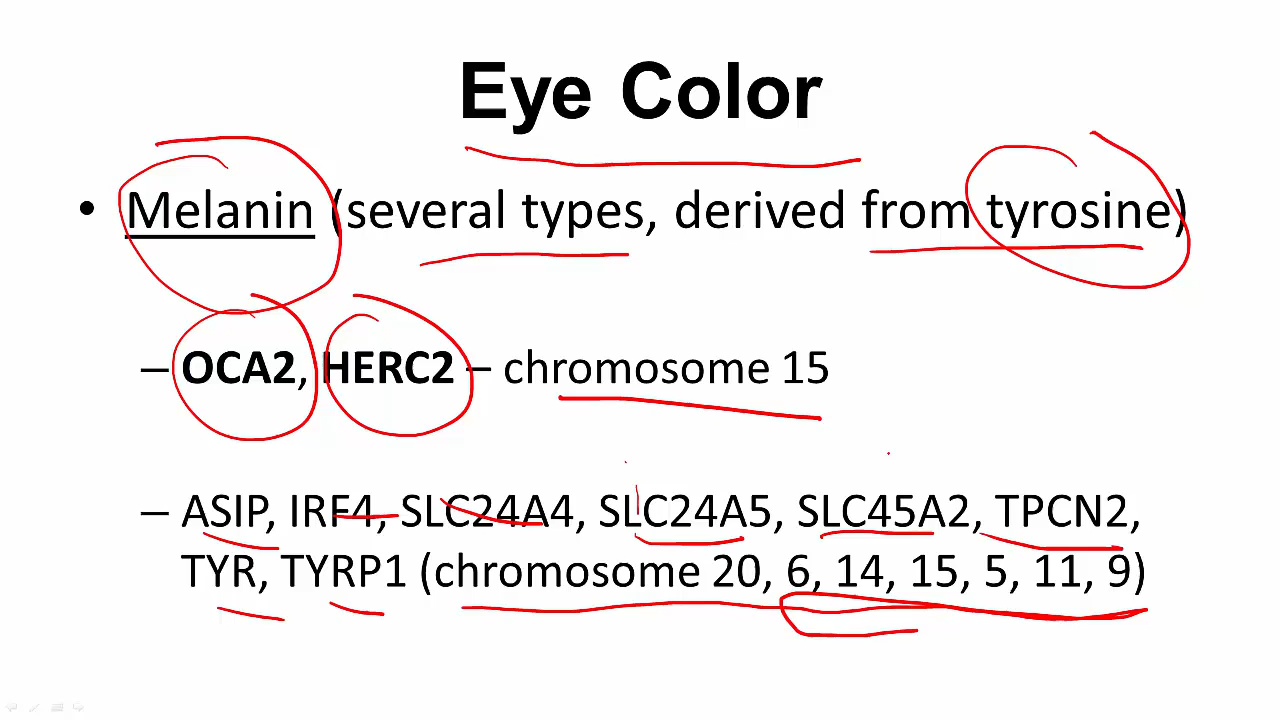 Eye Color
• Melanin (several types, derived from tyrosine)
– OCA2, HERC2 – chromosome 15
– ASIP, IRF4, SLC24A4, SLC24A5, SLC45A2, TPCN2,
TYR, TYRP1 (chromosome 20, 6, 14, 15, 5, 11, 9)